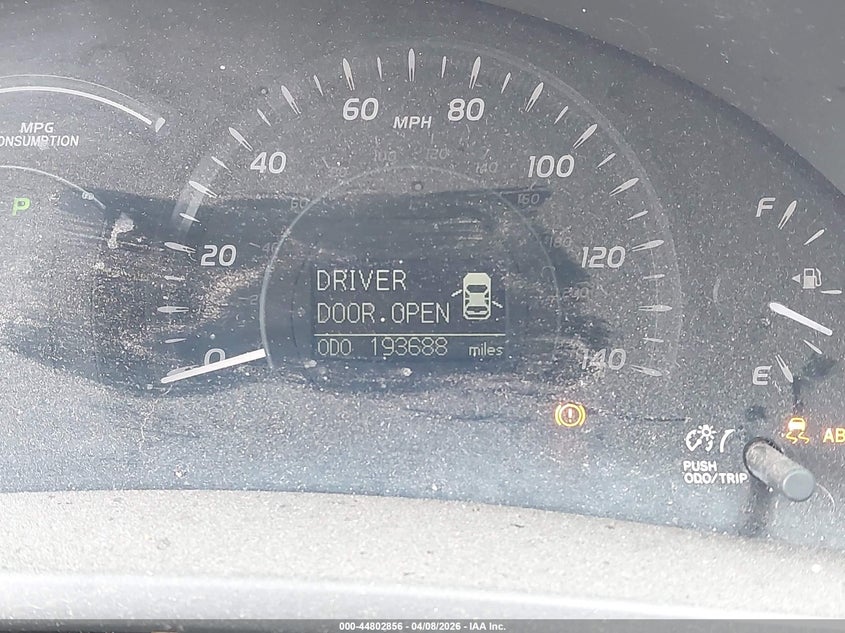 60
MPH
80
MPG
CONSUMPTION
40
100
P
F
20
120
DRIVER
DOOR.OPEN
ODO 193688 miles
0
140
E
AB
PUSH
ODO/TRIP
000-44802856 - 04/08/2026 - IAA Inc.